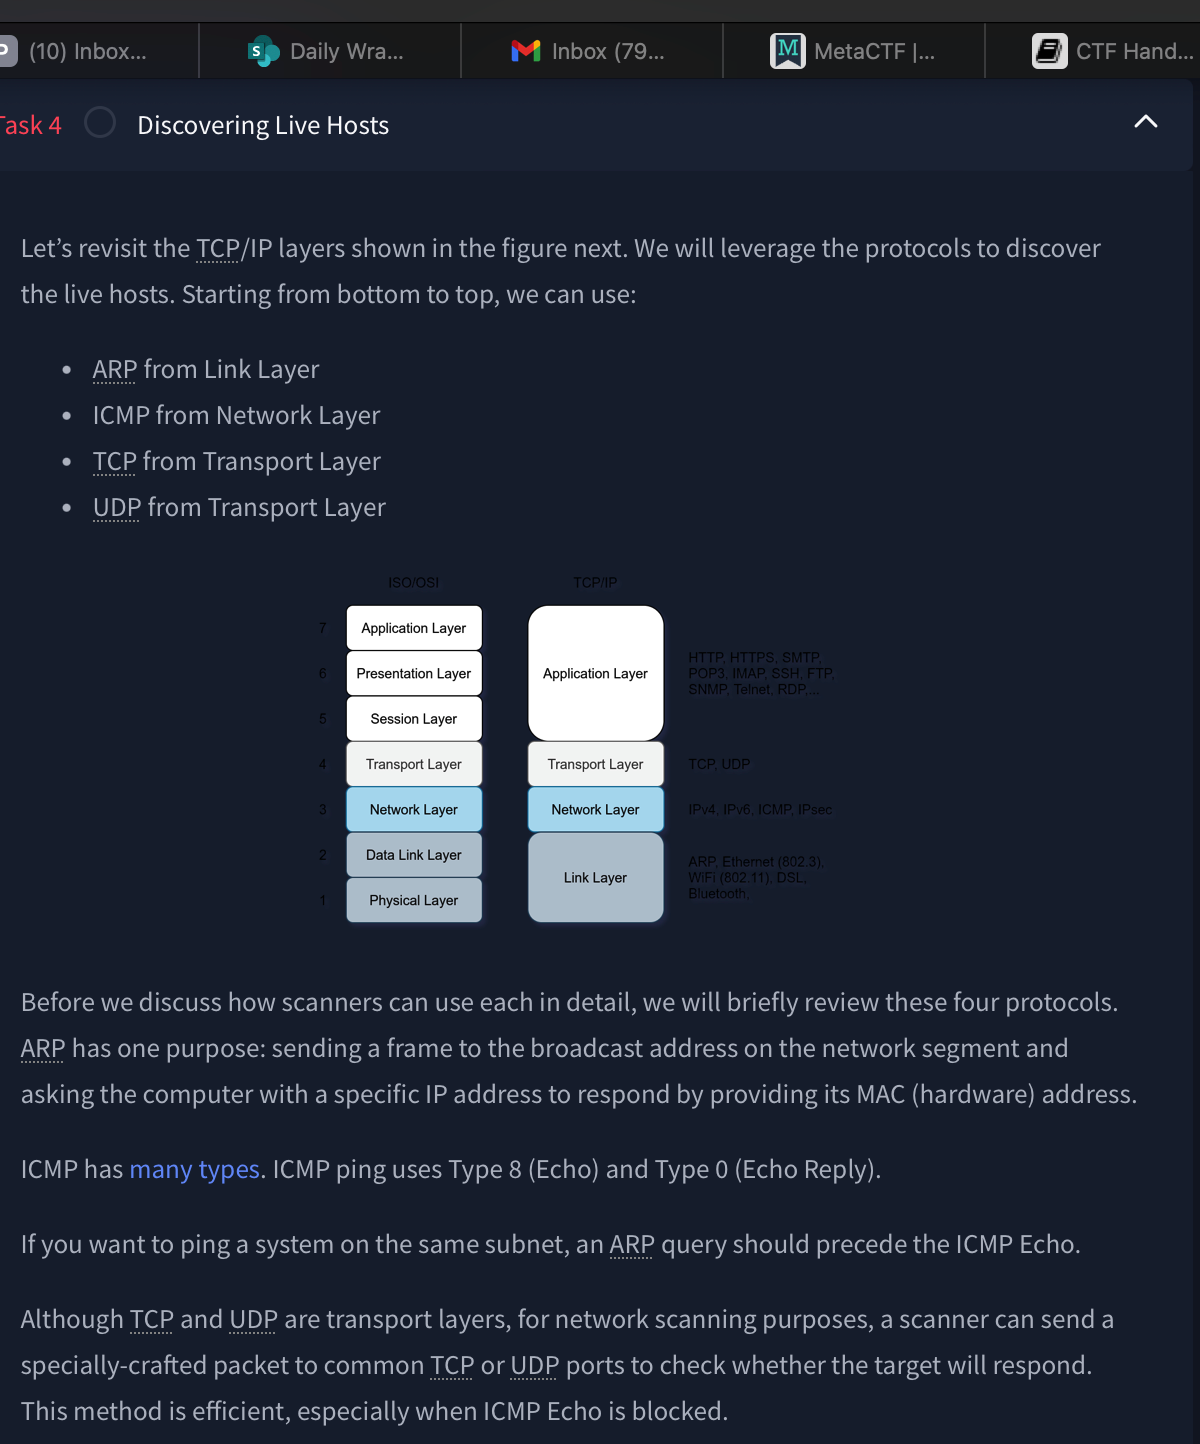 (10) Inbox...
Daily Wra...
Inbox (79...
MetaCTF |...
CTF Hand...
Task 4
Discovering Live Hosts
Let’s revisit the TCP/IP layers shown in the figure next. We will leverage the protocols to discover
the live hosts. Starting from bottom to top, we can use:
• ARP from Link Layer
• ICMP from Network Layer
• TCP from Transport Layer
• UDP from Transport Layer
ISO/OSI
TCP/IP
7
Application Layer
6
Presentation Layer
5
Session Layer
4
Transport Layer
3
Network Layer
2
Data Link Layer
1
Physical Layer
Application Layer
HTTP, HTTPS, SMTP,
POP3, IMAP, SSH, FTP,
SNMP, Telnet, RDP,...
Transport Layer
TCP, UDP
Network Layer
IPv4, IPv6, ICMP, IPsec
Link Layer
ARP, Ethernet (802.3),
WiFi (802.11), DSL,
Bluetooth,
Before we discuss how scanners can use each in detail, we will briefly review these four protocols.
ARP has one purpose: sending a frame to the broadcast address on the network segment and
asking the computer with a specific IP address to respond by providing its MAC (hardware) address.
ICMP has many types. ICMP ping uses Type 8 (Echo) and Type 0 (Echo Reply).
If you want to ping a system on the same subnet, an ARP query should precede the ICMP Echo.
Although TCP and UDP are transport layers, for network scanning purposes, a scanner can send a
specially-crafted packet to common TCP or UDP ports to check whether the target will respond.
This method is efficient, especially when ICMP Echo is blocked.